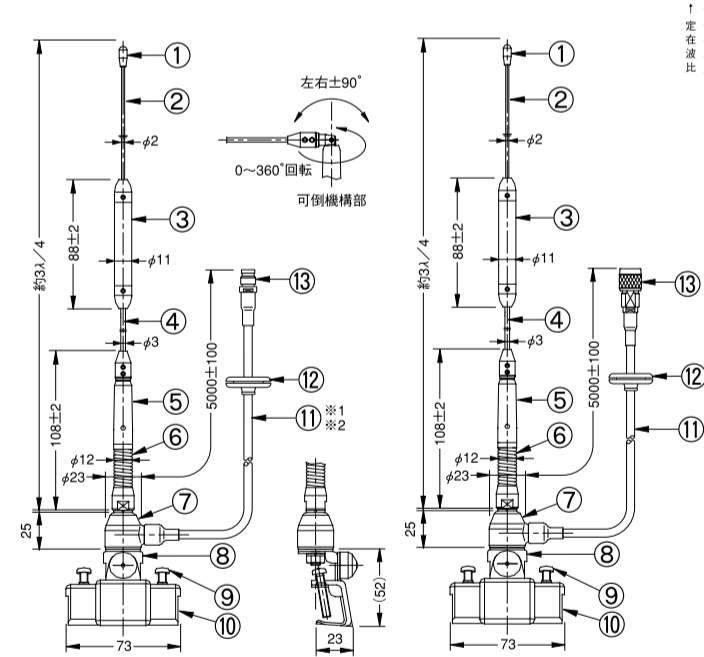 ①
②
φ2
③
φ11
88±2
約3λ／4
④
φ3
⑤
108±2
⑥
φ12
φ23
⑦
25
⑧
⑨
⑩
73
左右±90°
0〜360°回転
可倒機構部
⑬
5000±100
⑫
⑪ ※1
※2
(52)
23
①
②
φ2
③
φ11
88±2
約3λ／4
④
φ3
⑤
108±2
⑥
φ12
φ23
⑦
25
⑧
⑨
⑩
73
⑬
5000±100
⑫
⑪
↑定在波比